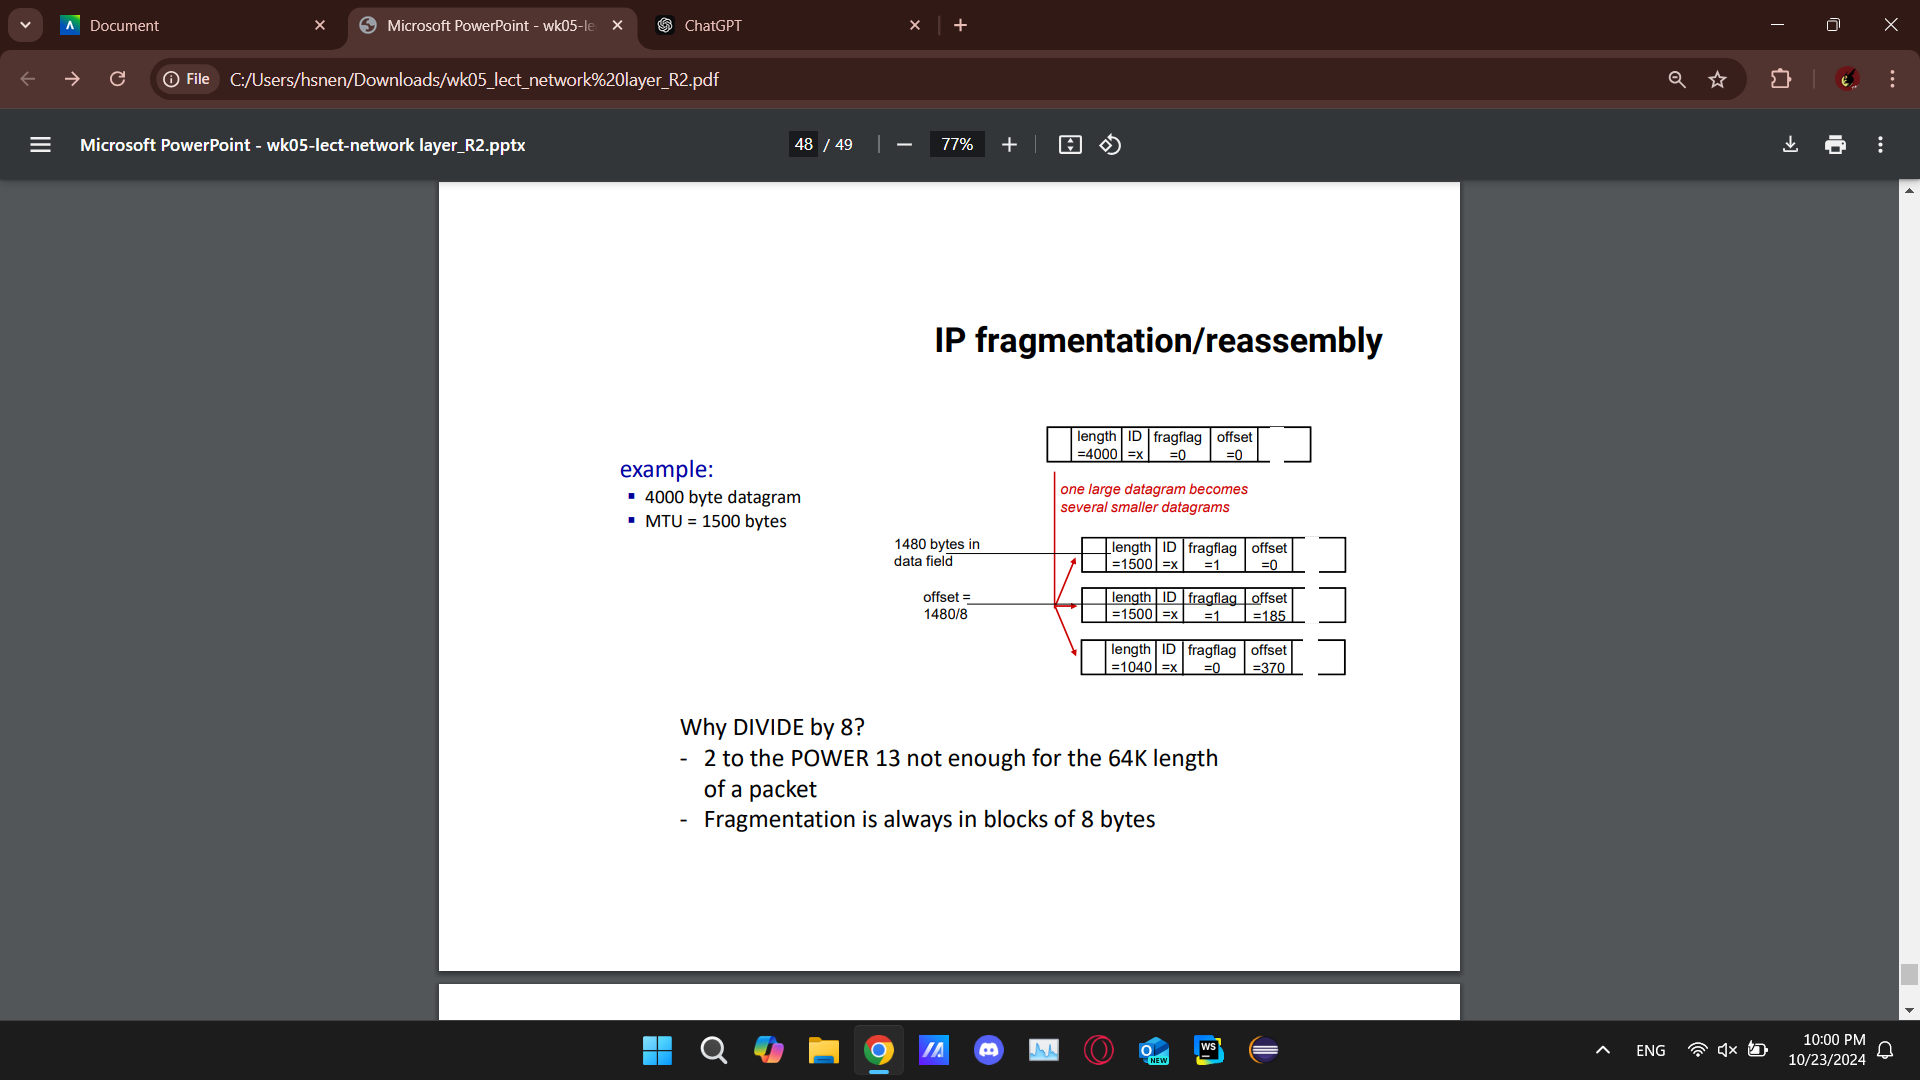 Document
Microsoft PowerPoint - wk05-le
ChatGPT
File
C:/Users/hsnen/Downloads/wk05_lect_network%20layer_R2.pdf
Microsoft PowerPoint - wk05-lect-network layer_R2.pptx
48 / 49
77%
IP fragmentation/reassembly
example:
▪ 4000 byte datagram
▪ MTU = 1500 bytes
length ID fragflag offset
=4000 =x =0 =0
one large datagram becomes
several smaller datagrams
1480 bytes in
data field
length ID fragflag offset
=1500 =x =1 =0
offset =
1480/8
length ID fragflag offset
=1500 =x =1 =185
length ID fragflag offset
=1040 =x =0 =370
Why DIVIDE by 8?
- 2 to the POWER 13 not enough for the 64K length
of a packet
- Fragmentation is always in blocks of 8 bytes
NEW
WS
ENG
10:00 PM
10/23/2024